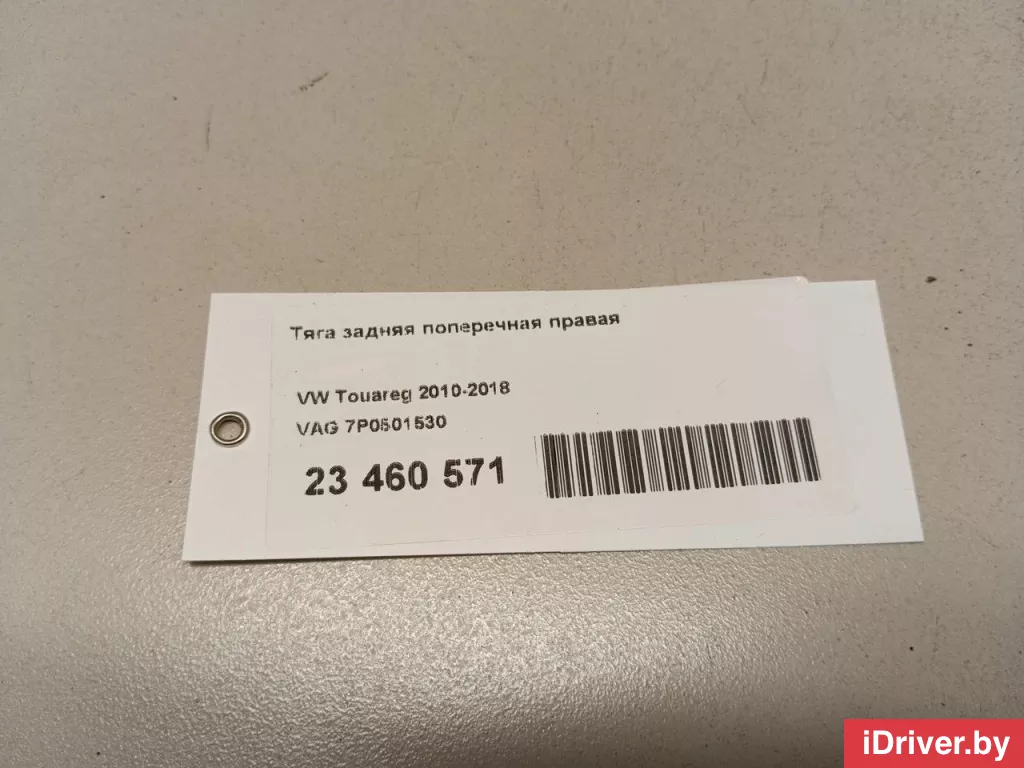 Тяга задняя поперечная правая
VW Touareg 2010-2018
VAG 7P0501530
23 460 571
iDriver.by